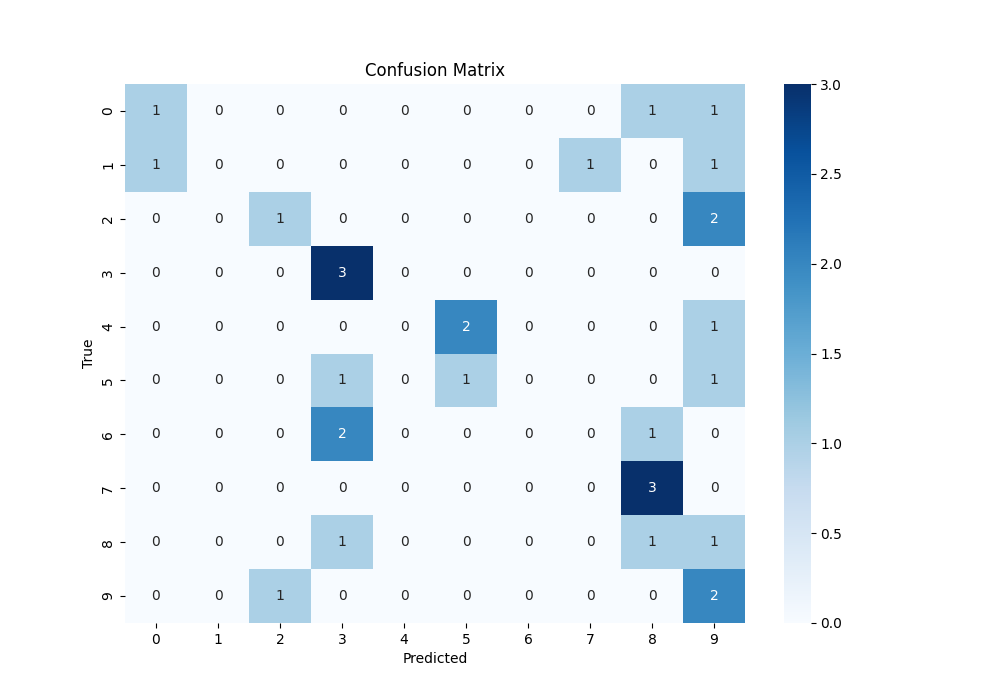 Confusion Matrix
True
0 1 0 0 0 0 0 0 0 1 1
1 1 0 0 0 0 0 0 1 0 1
2 0 0 1 0 0 0 0 0 0 2
3 0 0 0 3 0 0 0 0 0 0
4 0 0 0 0 0 2 0 0 0 1
5 0 0 0 1 0 1 0 0 0 1
6 0 0 0 2 0 0 0 0 1 0
7 0 0 0 0 0 0 0 0 3 0
8 0 0 0 1 0 0 0 0 1 1
9 0 0 1 0 0 0 0 0 0 2
0 1 2 3 4 5 6 7 8 9
Predicted
3.0
2.5
2.0
1.5
1.0
0.5
0.0